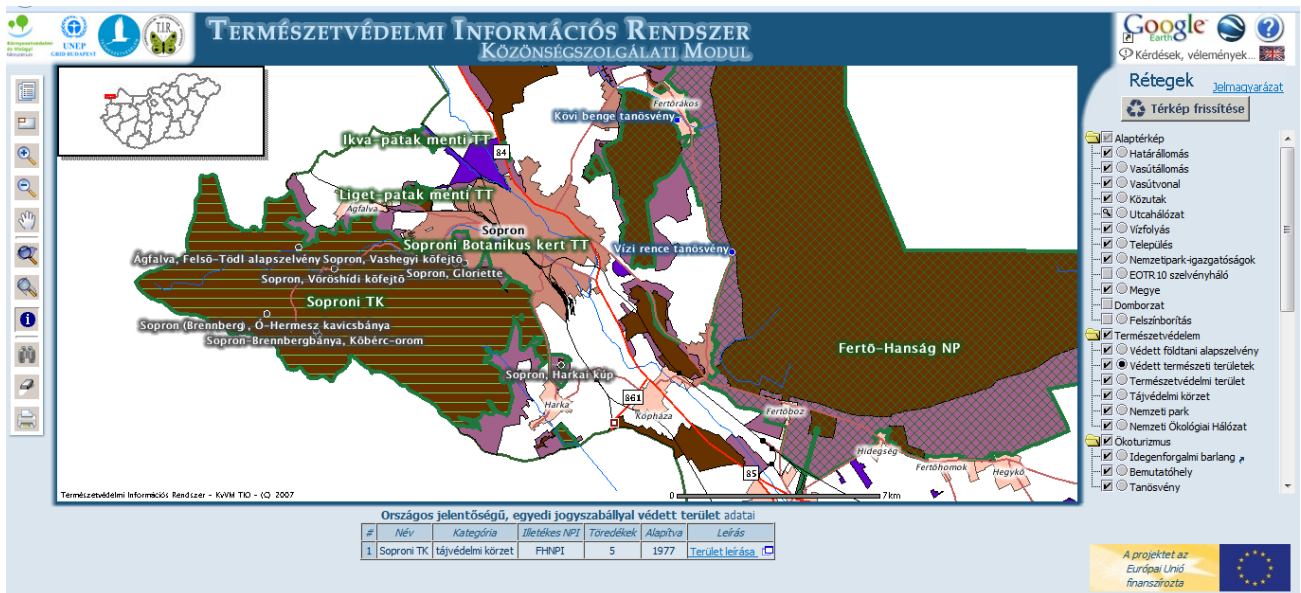 Környezetvédelmi
és Vízügyi
Minisztérium
UNEP
GRID-BUDAPEST
T.I.R.
TERMÉSZETVÉDELMI INFORMÁCIÓS RENDSZER
KÖZÖNSÉGSZOLGÁLATI MODUL
Google
Earth
Kérdések, vélemények...
Rétegek
Jelmagyarázat
Térkép frissítése
Alaptérkép
Határállomás
Vasútállomás
Vasútvonal
Közutak
Utcahálózat
Vízfolyás
Település
Nemzetipark-igazgatóságok
EOTR 10 szelvényháló
Megye
Domborzat
Felszínborítás
Természetvédelem
Védett földtani alapszelvény
Védett természeti területek
Természetvédelmi terület
Tájvédelmi körzet
Nemzeti park
Nemzeti Ökológiai Hálózat
Ökoturizmus
Idegenforgalmi barlang
Bemutatóhely
Tanösvény
Fertőrákos
Kövi benge tanösvény
Ikva-patak menti TT
84
Liget-patak menti TT
Ágfalva
Sopron
Soproni Botanikus kert TT
Vízi rence tanösvény
Ágfalva, Felső-Tödl alapszelvény
Sopron, Vashegyi kőfejtő
Sopron, Vöröshídi kőfejtő
Sopron, Gloriette
Soproni TK
Sopron (Brennberg), Ó-Hermesz kavicsbánya
Sopron-Brennbergbánya, Kőbérc-orom
Fertő-Hanság NP
Sopron, Harkai kúp
861
Harka
Kópháza
Fertőboz
Hidegség
Fertőhomok
Hegykő
85
0
7km
Természetvédelmi Információs Rendszer - KvVM TIO - (C) 2007
Országos jelentőségű, egyedi jogyszabállyal védett terület adatai
# Név Kategória Illetékes NPI Töredékek Alapítva Leírás
1 Soproni TK tájvédelmi körzet FHNPI 5 1977 Terület leírása
A projektet az
Európai Unió
finanszírozta